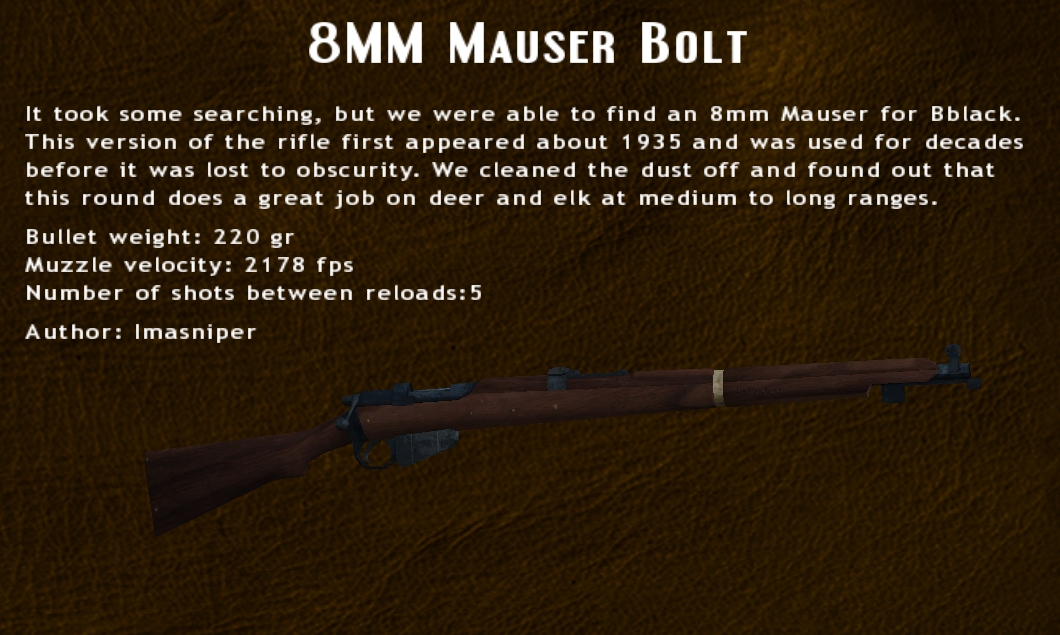 8MM MAUSER BOLT
It took some searching, but we were able to find an 8mm Mauser for Bblack.
This version of the rifle first appeared about 1935 and was used for decades
before it was lost to obscurity. We cleaned the dust off and found out that
this round does a great job on deer and elk at medium to long ranges.
Bullet weight: 220 gr
Muzzle velocity: 2178 fps
Number of shots between reloads:5
Author: Imasniper